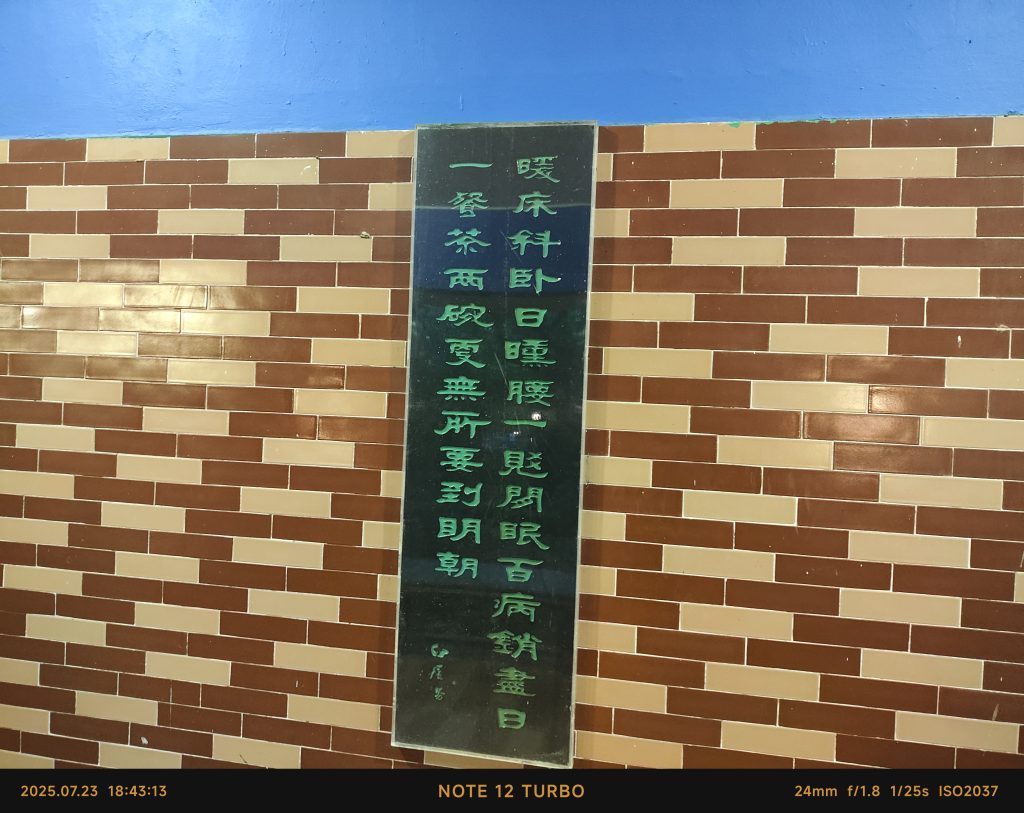 暖床科卧日曛腰一覺閒眠百病銷盡日
一餐茶兩碗更無所要到明朝
2025.07.23 18:43:13
NOTE 12 TURBO
24mm f/1.8 1/25s ISO2037